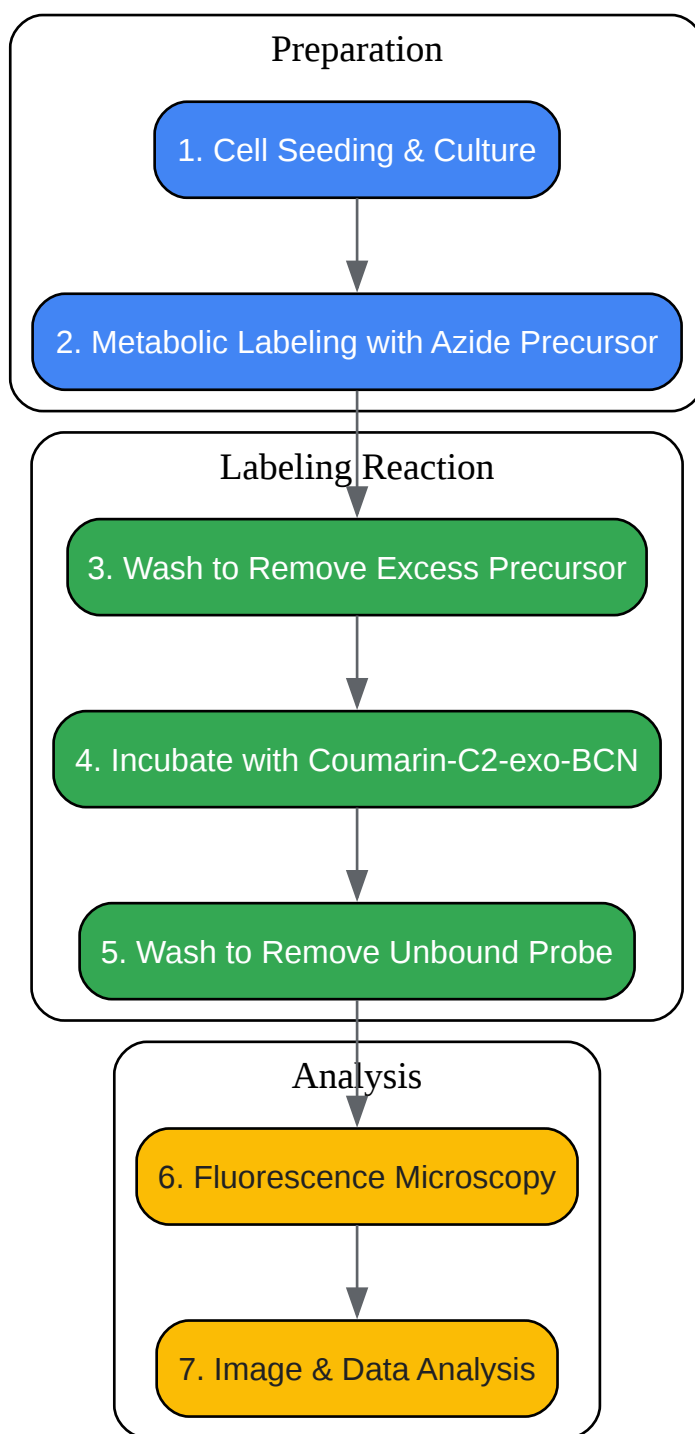 Preparation
1. Cell Seeding & Culture
2. Metabolic Labeling with Azide Precursor
Labeling Reaction
3. Wash to Remove Excess Precursor
4. Incubate with Coumarin-C2-exo-BCN
5. Wash to Remove Unbound Probe
Analysis
6. Fluorescence Microscopy
7. Image & Data Analysis